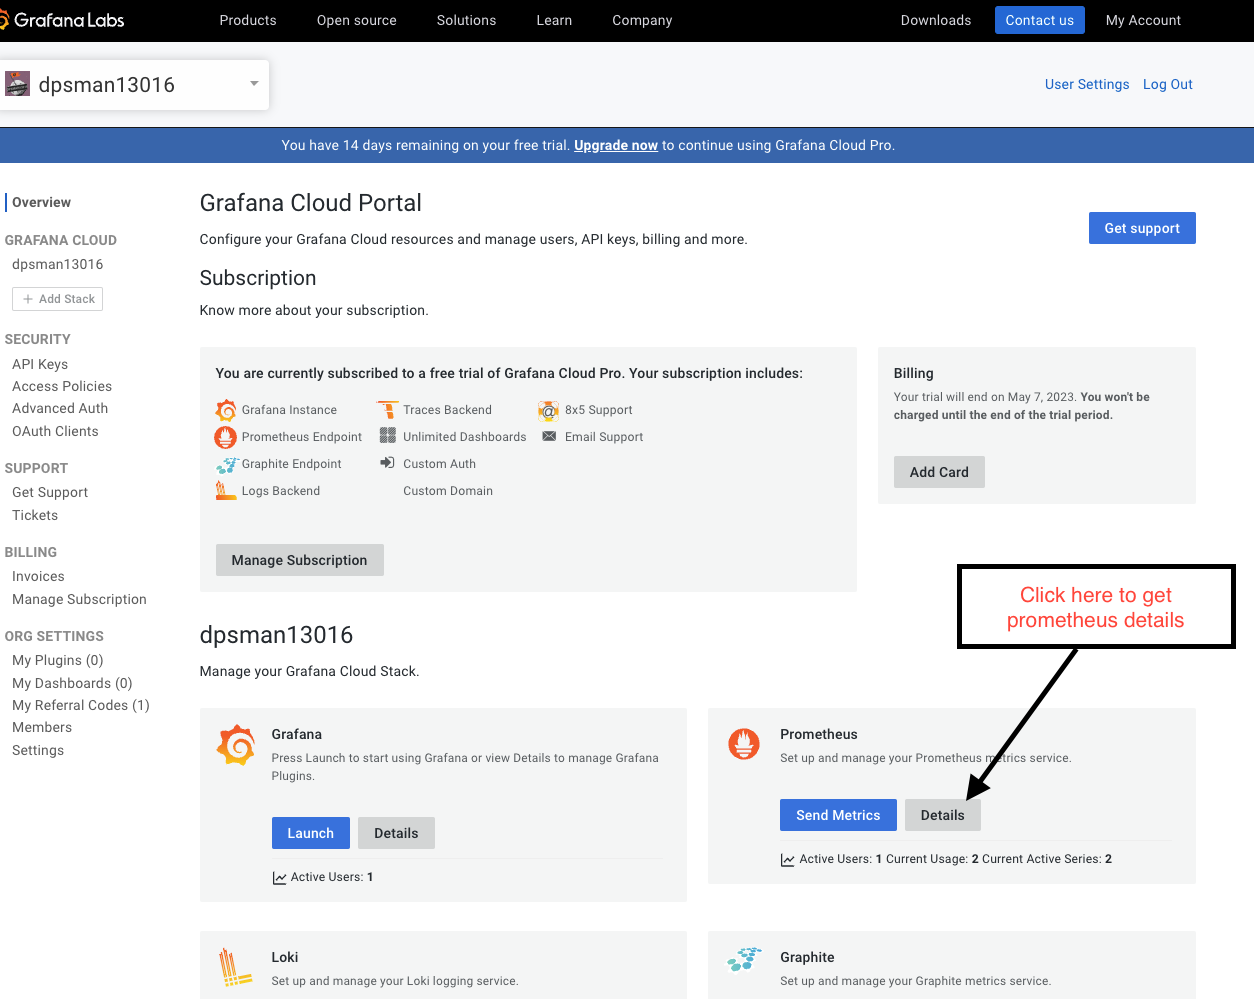 Grafana Labs
Products Open source Solutions Learn Company Downloads Contact us My Account
dpsman13016
User Settings Log Out
You have 14 days remaining on your free trial. Upgrade now to continue using Grafana Cloud Pro.
Overview
GRAFANA CLOUD
dpsman13016
+ Add Stack
SECURITY
API Keys
Access Policies
Advanced Auth
OAuth Clients
SUPPORT
Get Support
Tickets
BILLING
Invoices
Manage Subscription
ORG SETTINGS
My Plugins (0)
My Dashboards (0)
My Referral Codes (1)
Members
Settings
Grafana Cloud Portal
Configure your Grafana Cloud resources and manage users, API keys, billing and more.
Get support
Subscription
Know more about your subscription.
You are currently subscribed to a free trial of Grafana Cloud Pro. Your subscription includes:
Grafana Instance Traces Backend 8x5 Support
Prometheus Endpoint Unlimited Dashboards Email Support
Graphite Endpoint Custom Auth
Logs Backend Custom Domain
Manage Subscription
Billing
Your trial will end on May 7, 2023. You won't be
charged until the end of the trial period.
Add Card
Click here to get
prometheus details
dpsman13016
Manage your Grafana Cloud Stack.
Grafana
Press Launch to start using Grafana or view Details to manage Grafana
Plugins.
Launch Details
Active Users: 1
Prometheus
Set up and manage your Prometheus metrics service.
Send Metrics Details
Active Users: 1 Current Usage: 2 Current Active Series: 2
Loki
Set up and manage your Loki logging service.
Graphite
Set up and manage your Graphite metrics service.